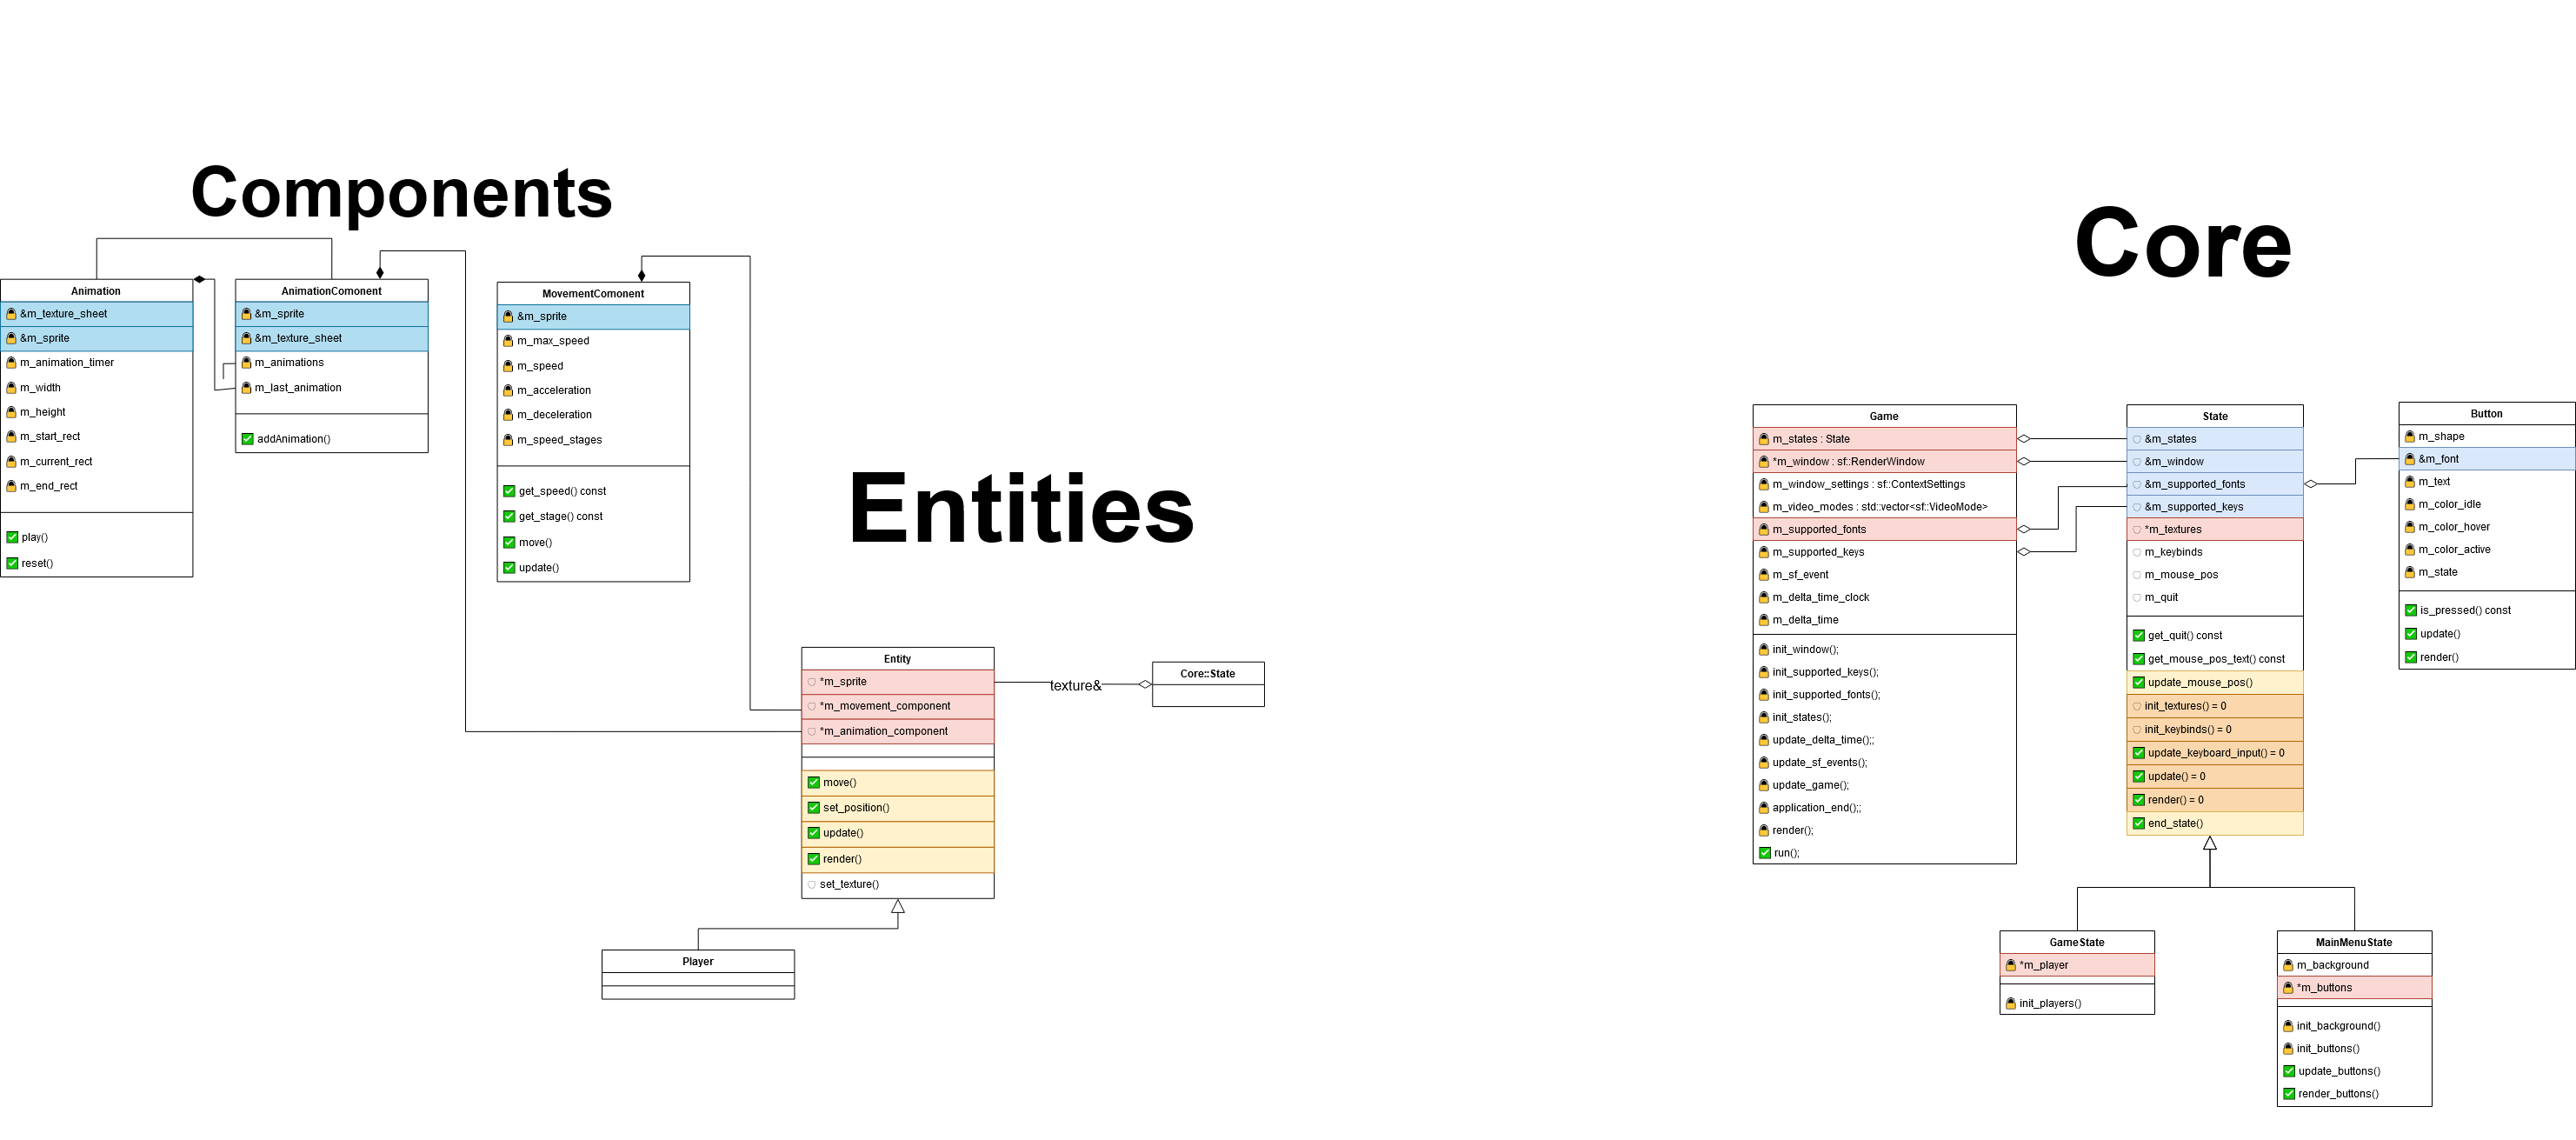 Components
Animation
&m_texture_sheet
&m_sprite
m_animation_timer
m_width
m_height
m_start_rect
m_current_rect
m_end_rect
play()
reset()
AnimationComonent
&m_sprite
&m_texture_sheet
m_animations
m_last_animation
addAnimation()
MovementComonent
&m_sprite
m_max_speed
m_speed
m_acceleration
m_deceleration
m_speed_stages
get_speed() const
get_stage() const
move()
update()
Entities
Entity
*m_sprite
*m_movement_component
*m_animation_component
move()
set_position()
update()
render()
set_texture()
texture&
Core::State
Player
Core
Game
m_states : State
*m_window : sf::RenderWindow
m_window_settings : sf::ContextSettings
m_video_modes : std::vector<sf::VideoMode>
m_supported_fonts
m_supported_keys
m_sf_event
m_delta_time_clock
m_delta_time
init_window();
init_supported_keys();
init_supported_fonts();
init_states();
update_delta_time();;
update_sf_events();
update_game();
application_end();;
render();
run();
State
&m_states
&m_window
&m_supported_fonts
&m_supported_keys
*m_textures
m_keybinds
m_mouse_pos
m_quit
get_quit() const
get_mouse_pos_text() const
update_mouse_pos()
init_textures() = 0
init_keybinds() = 0
update_keyboard_input() = 0
update() = 0
render() = 0
end_state()
Button
m_shape
&m_font
m_text
m_color_idle
m_color_hover
m_color_active
m_state
is_pressed() const
update()
render()
GameState
*m_player
init_players()
MainMenuState
m_background
*m_buttons
init_background()
init_buttons()
update_buttons()
render_buttons()